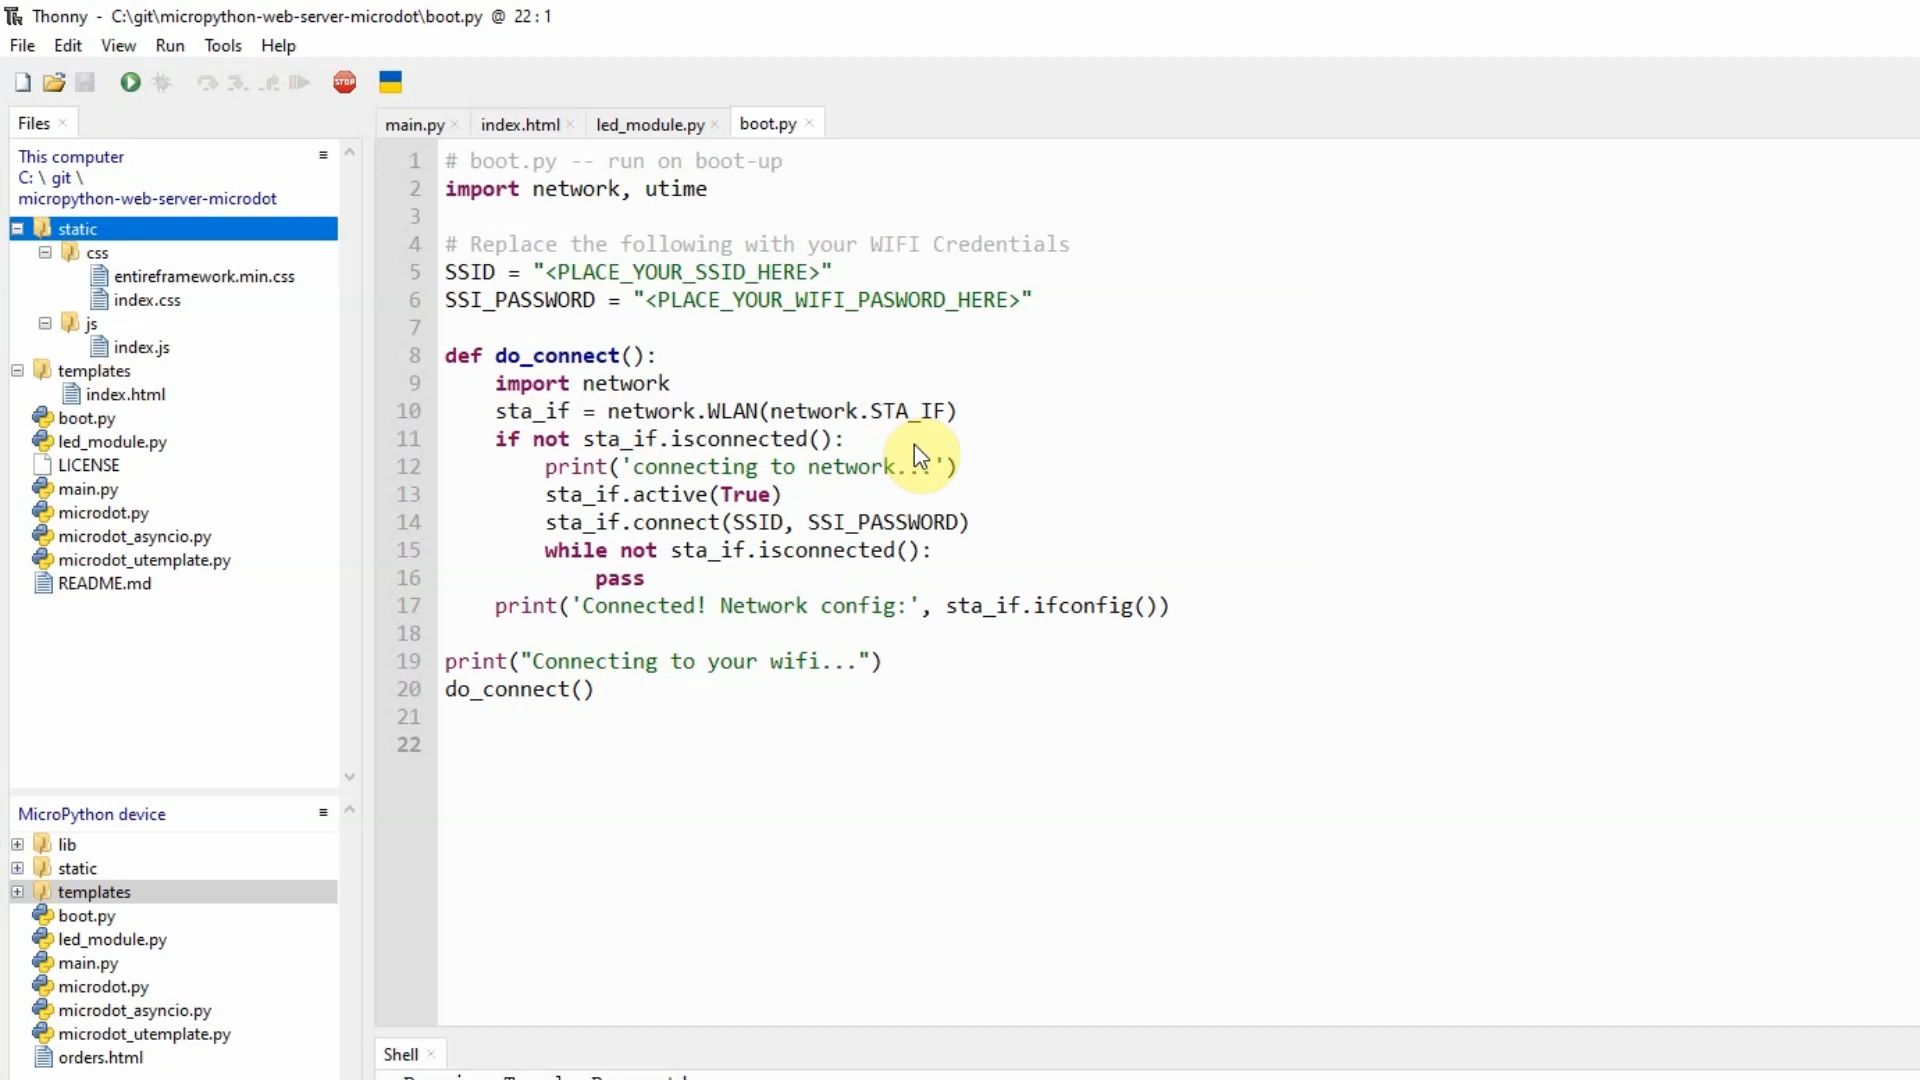 Thonny - C:\git\micropython-web-server-microdot\boot.py @ 22:1
File Edit View Run Tools Help
STOP
Files
This computer
C: \ git \
micropython-web-server-microdot
static
css
entireframework.min.css
index.css
js
index.js
templates
index.html
boot.py
led_module.py
LICENSE
main.py
microdot.py
microdot_asyncio.py
microdot_utemplate.py
README.md
MicroPython device
lib
static
templates
boot.py
led_module.py
main.py
microdot.py
microdot_asyncio.py
microdot_utemplate.py
orders.html
main.py index.html led_module.py boot.py
1 # boot.py -- run on boot-up
2 import network, utime
3
4 # Replace the following with your WIFI Credentials
5 SSID = "<PLACE_YOUR_SSID_HERE>"
6 SSI_PASSWORD = "<PLACE_YOUR_WIFI_PASWORD_HERE>"
7
8 def do_connect():
9     import network
10     sta_if = network.WLAN(network.STA_IF)
11     if not sta_if.isconnected():
12         print('connecting to network...')
13         sta_if.active(True)
14         sta_if.connect(SSID, SSI_PASSWORD)
15         while not sta_if.isconnected():
16             pass
17     print('Connected! Network config:', sta_if.ifconfig())
18
19 print("Connecting to your wifi...")
20 do_connect()
21
22
Shell